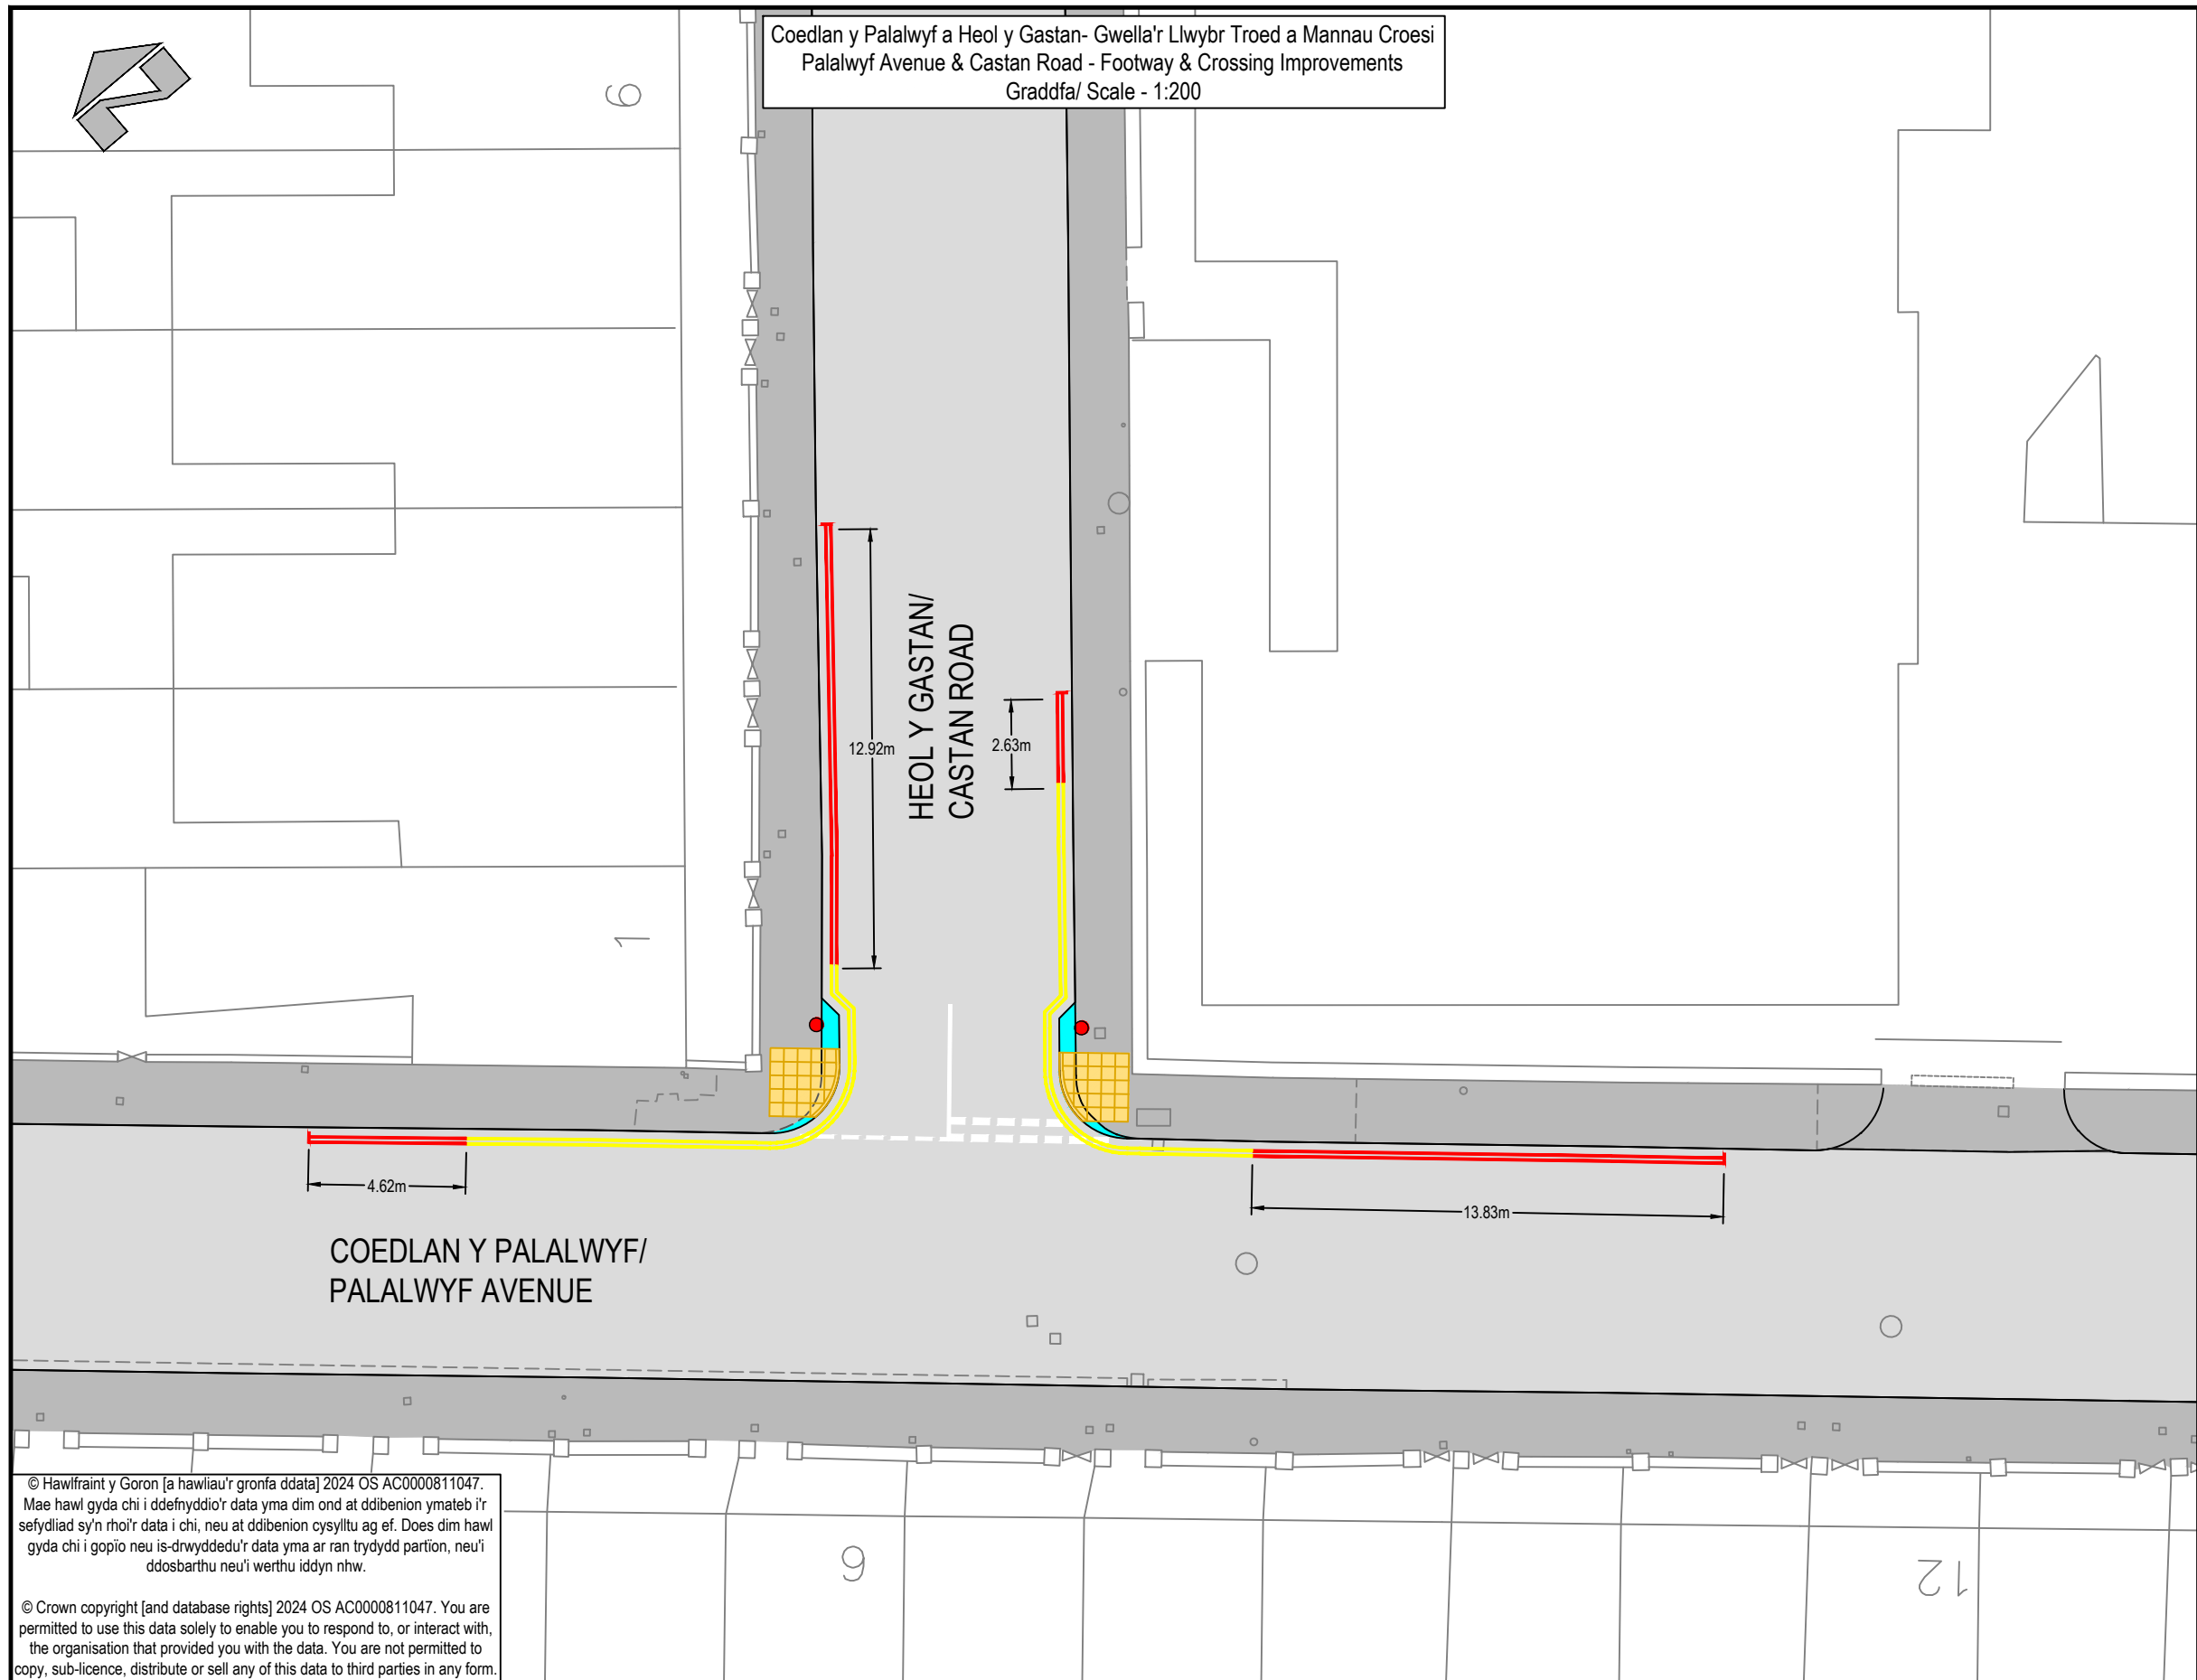 Coedlan y Palalwyf a Heol y Gastan- Gwella'r Llwybr Troed a Mannau Croesi
Palalwyf Avenue & Castan Road - Footway & Crossing Improvements
Graddfa/ Scale - 1:200
9
HEOL Y GASTAN/
CASTAN ROAD
12.92m
2.63m
1
4.62m
13.83m
COEDLAN Y PALALWYF/
PALALWYF AVENUE
© Hawlfraint y Goron [a hawliau'r gronfa ddata] 2024 OS AC0000811047.
Mae hawl gyda chi i ddefnyddio'r data yma dim ond at ddibenion ymateb i'r
sefydliad sy'n rhoi'r data i chi, neu at ddibenion cysylltu ag ef. Does dim hawl
gyda chi i gopïo neu is-drwyddedu'r data yma ar ran trydydd partïon, neu'i
ddosbarthu neu'i werthu iddyn nhw.
© Crown copyright [and database rights] 2024 OS AC0000811047. You are
permitted to use this data solely to enable you to respond to, or interact with,
the organisation that provided you with the data. You are not permitted to
copy, sub-licence, distribute or sell any of this data to third parties in any form.
6
12